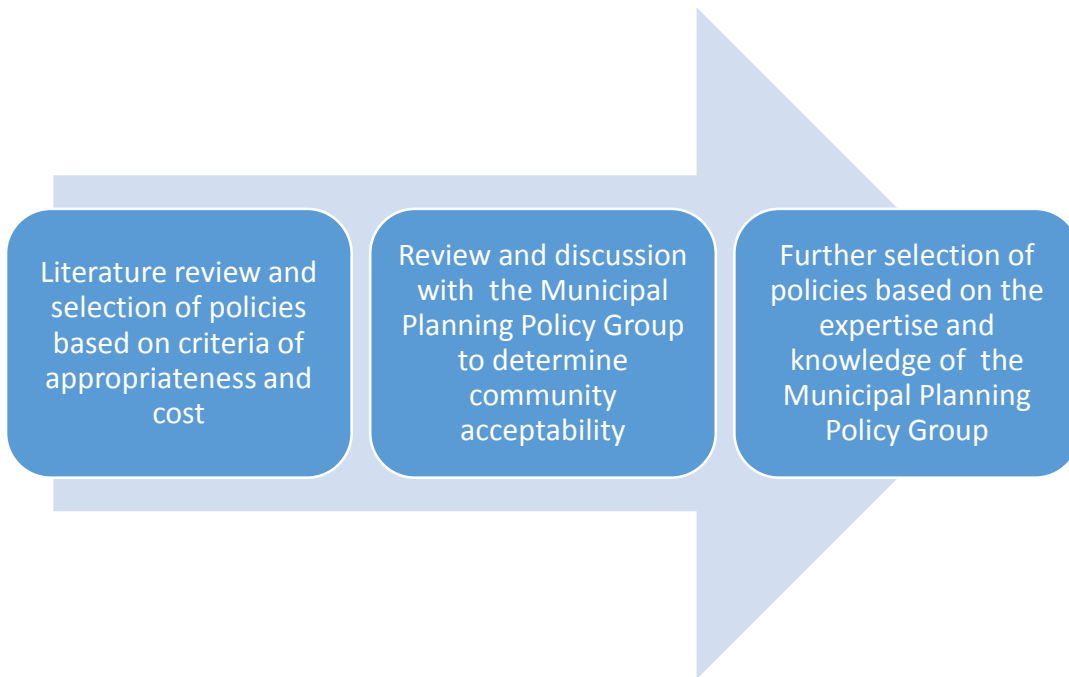 Literature review and
selection of policies
based on criteria of
appropriateness and
cost
Review and discussion
with the Municipal
Planning Policy Group
to determine
community
acceptability
Further selection of
policies based on the
expertise and
knowledge of the
Municipal Planning
Policy Group